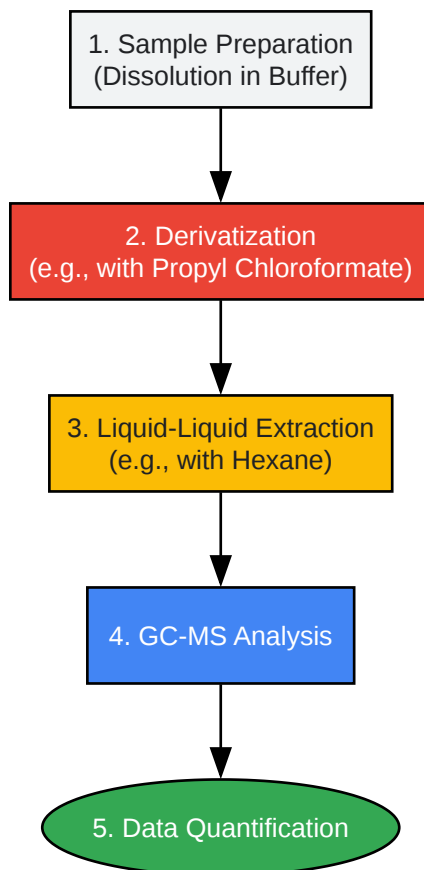 1. Sample Preparation
(Dissolution in Buffer)
2. Derivatization
(e.g., with Propyl Chloroformate)
3. Liquid-Liquid Extraction
(e.g., with Hexane)
4. GC-MS Analysis
5. Data Quantification